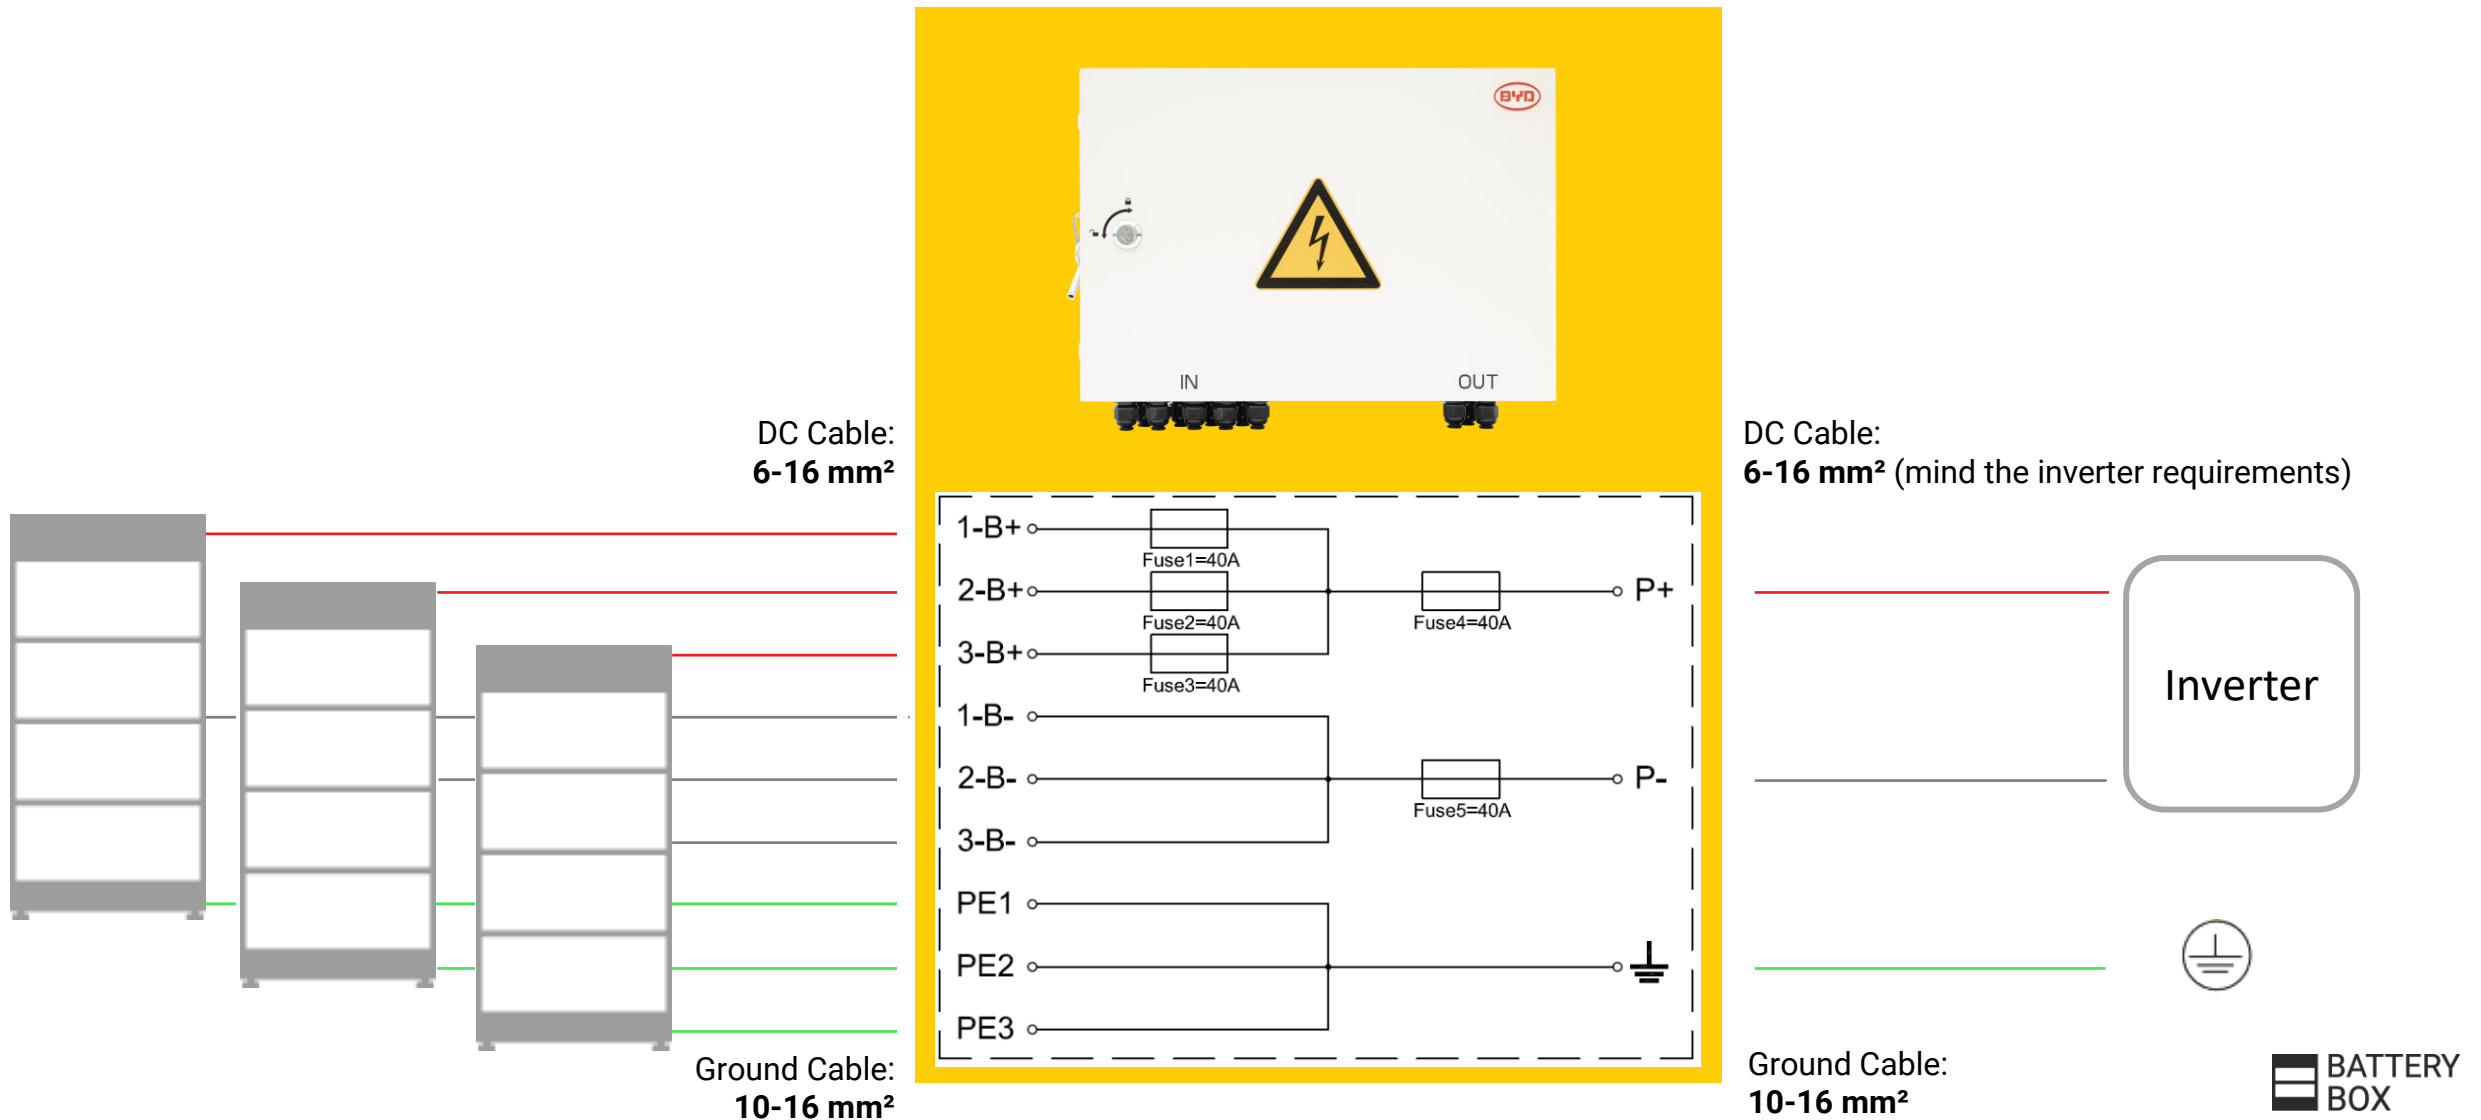 BYD
IN
OUT
DC Cable:
6-16 mm²
DC Cable:
6-16 mm² (mind the inverter requirements)
1-B+
Fuse1=40A
2-B+
Fuse2=40A
3-B+
Fuse3=40A
Fuse4=40A
P+
1-B-
2-B-
3-B-
Fuse5=40A
P-
PE1
PE2
PE3
Inverter
Ground Cable:
10-16 mm²
Ground Cable:
10-16 mm²
BATTERY
BOX